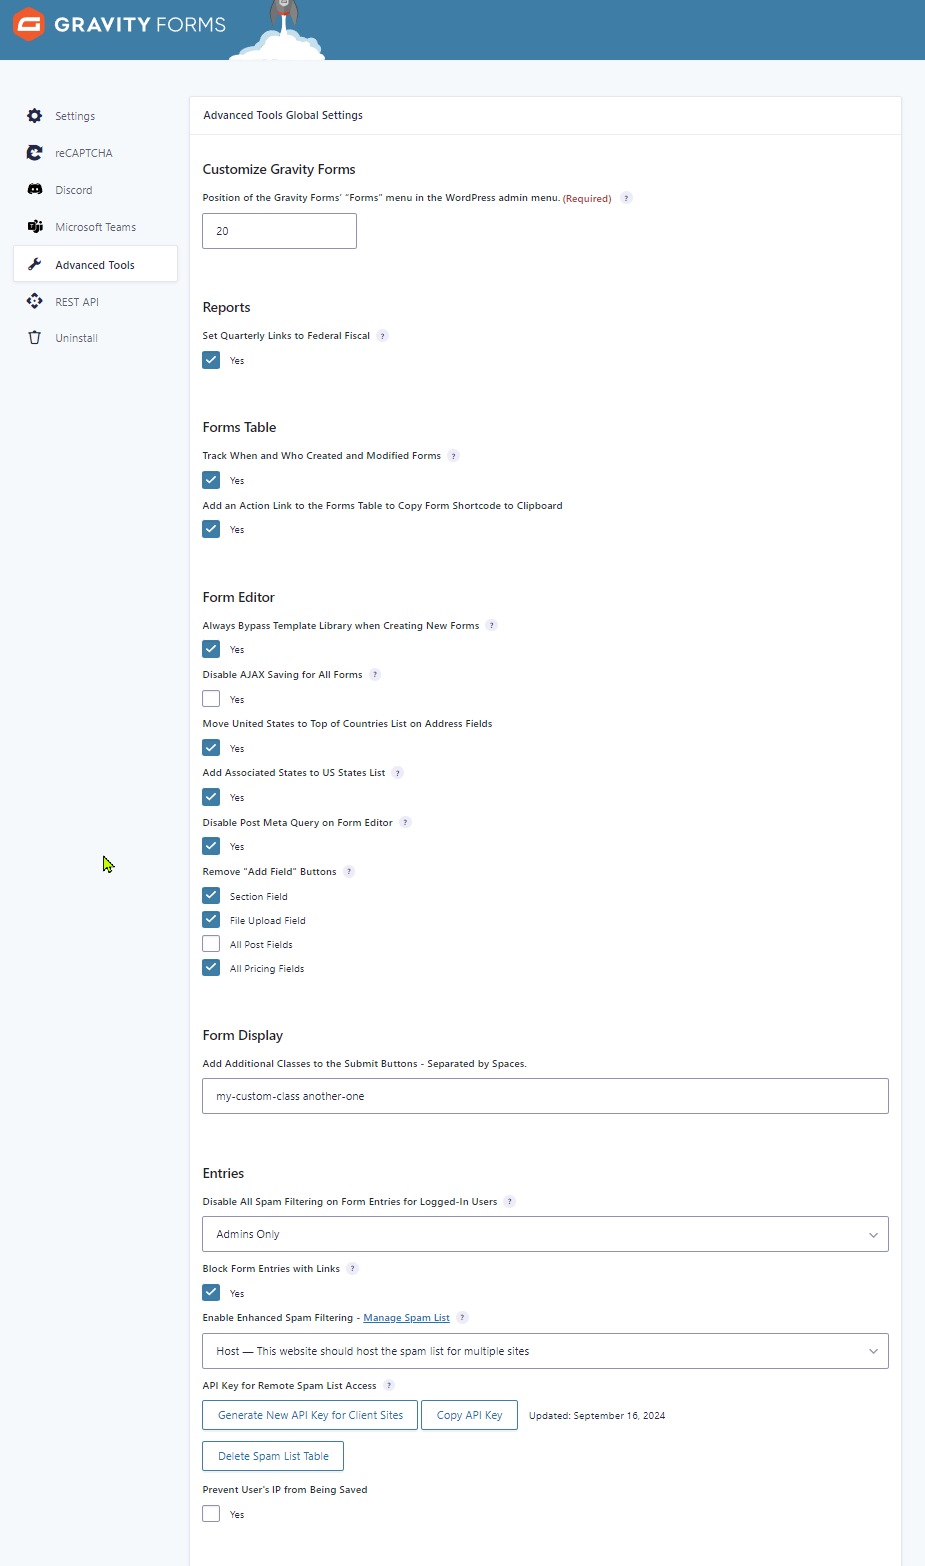 GRAVITY FORMS
Settings
reCAPTCHA
Discord
Microsoft Teams
Advanced Tools
REST API
Uninstall
Advanced Tools Global Settings
Customize Gravity Forms
Position of the Gravity Forms' “Forms” menu in the WordPress admin menu. (Required) ?
20
Reports
Set Quarterly Links to Federal Fiscal ?
Yes
Forms Table
Track When and Who Created and Modified Forms ?
Yes
Add an Action Link to the Forms Table to Copy Form Shortcode to Clipboard
Yes
Form Editor
Always Bypass Template Library when Creating New Forms ?
Yes
Disable AJAX Saving for All Forms ?
Yes
Move United States to Top of Countries List on Address Fields
Yes
Add Associated States to US States List ?
Yes
Disable Post Meta Query on Form Editor ?
Yes
Remove "Add Field" Buttons ?
Section Field
File Upload Field
All Post Fields
All Pricing Fields
Form Display
Add Additional Classes to the Submit Buttons - Separated by Spaces.
my-custom-class another-one
Entries
Disable All Spam Filtering on Form Entries for Logged-In Users ?
Admins Only
Block Form Entries with Links ?
Yes
Enable Enhanced Spam Filtering - Manage Spam List ?
Host — This website should host the spam list for multiple sites
API Key for Remote Spam List Access ?
Generate New API Key for Client Sites Copy API Key Updated: September 16, 2024
Delete Spam List Table
Prevent User's IP from Being Saved
Yes